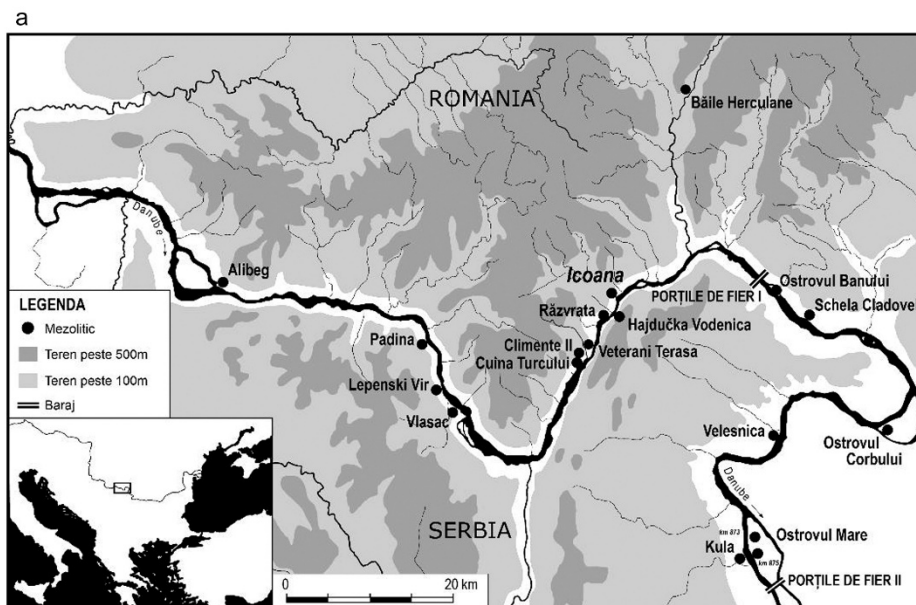 a
ROMANIA
Băile Herculane
Danube
Alibeg
Icoana
PORȚILE DE FIER I
Ostrovul Banului
Schela Cladove
LEGENDA
Mezolitic
Teren peste 500m
Teren peste 100m
Baraj
Răzvrata
Hajdučka Vodenica
Padina
Climente II
Veterani Terasa
Cuina Turcului
Lepenski Vir
Vlasac
Velesnica
Ostrovul
Corbului
Danube
SERBIA
km 873
Ostrovul Mare
Kula
km 875
PORȚILE DE FIER II
0
20 km